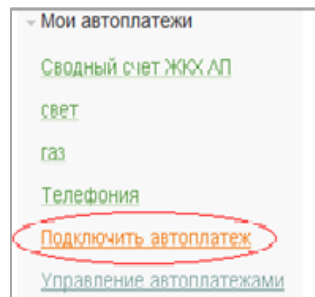 Мои автоплатежи
Сводный счет ЖКХ АП
свет
газ
Телефония
Подключить автоплатеж
Управление автоплатежами